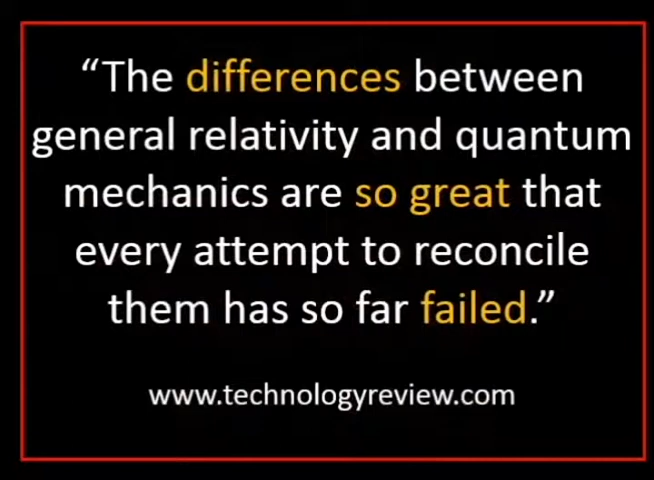 “The differences between
general relativity and quantum
mechanics are so great that
every attempt to reconcile
them has so far failed.”
www.technologyreview.com